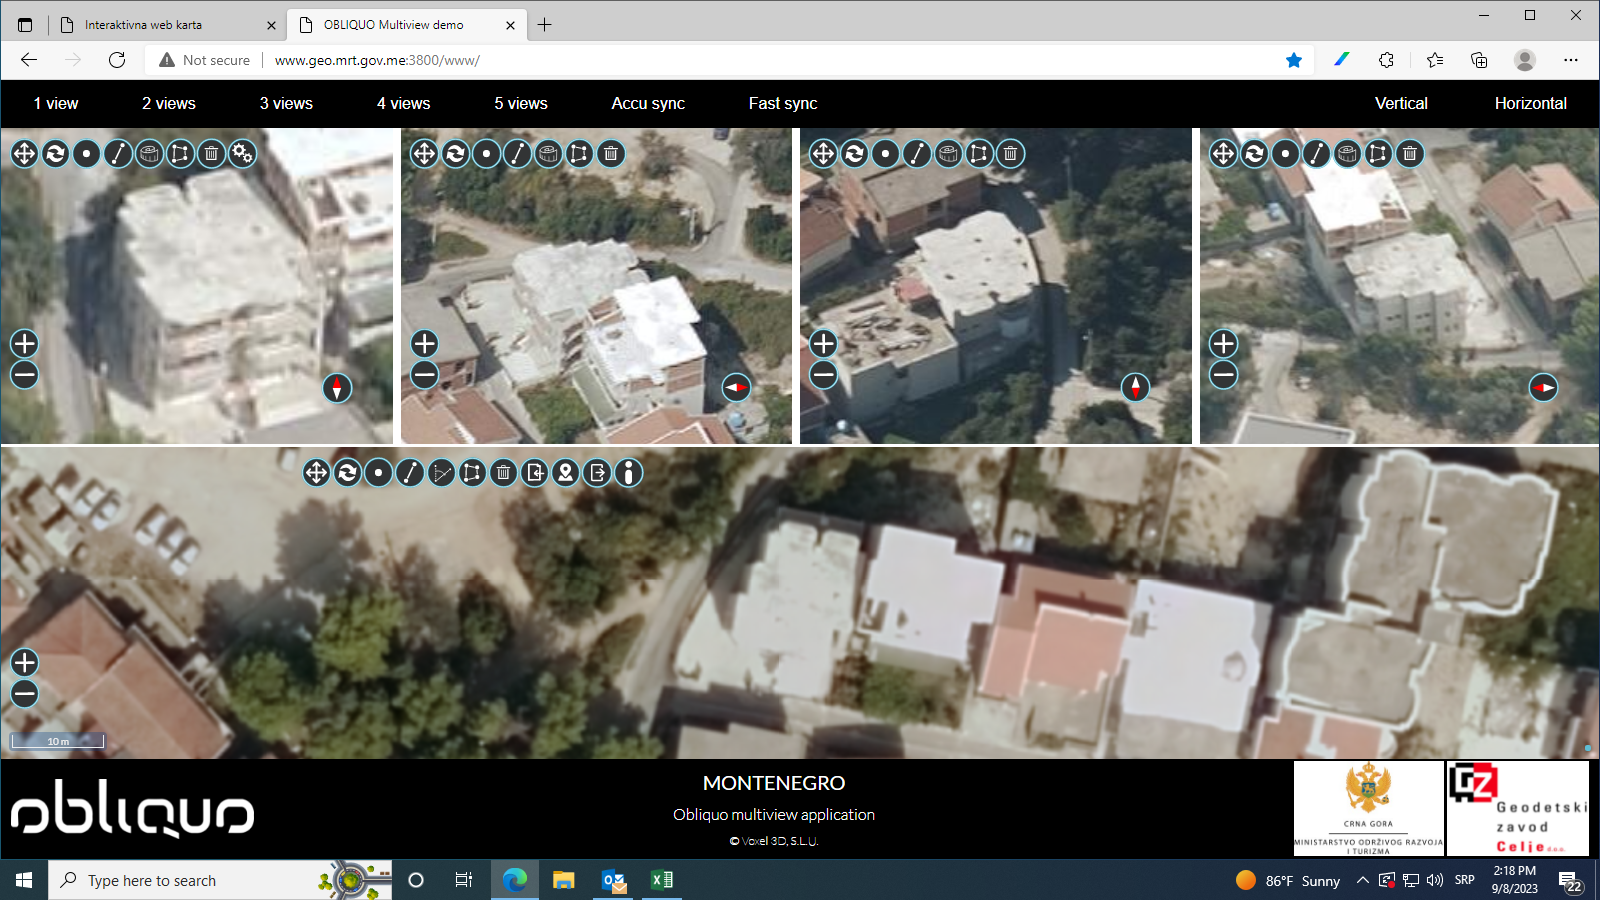 Interaktivna web karta
OBLIQUO Multiview demo
Not secure
www.geo.mrt.gov.me:3800/www/
1 view
2 views
3 views
4 views
5 views
Accu sync
Fast sync
Vertical
Horizontal
10 m
obliquo
MONTENEGRO
Obliquo multiview application
© Voxel 3D, S.L.U.
CRNA GORA
MINISTARSTVO ODRŽIVOG RAZVOJA
I TURIZMA
GZ
Geodetski
zavod
Celje d.o.o.
Type here to search
86°F Sunny
SRP
2:18 PM
9/8/2023
22